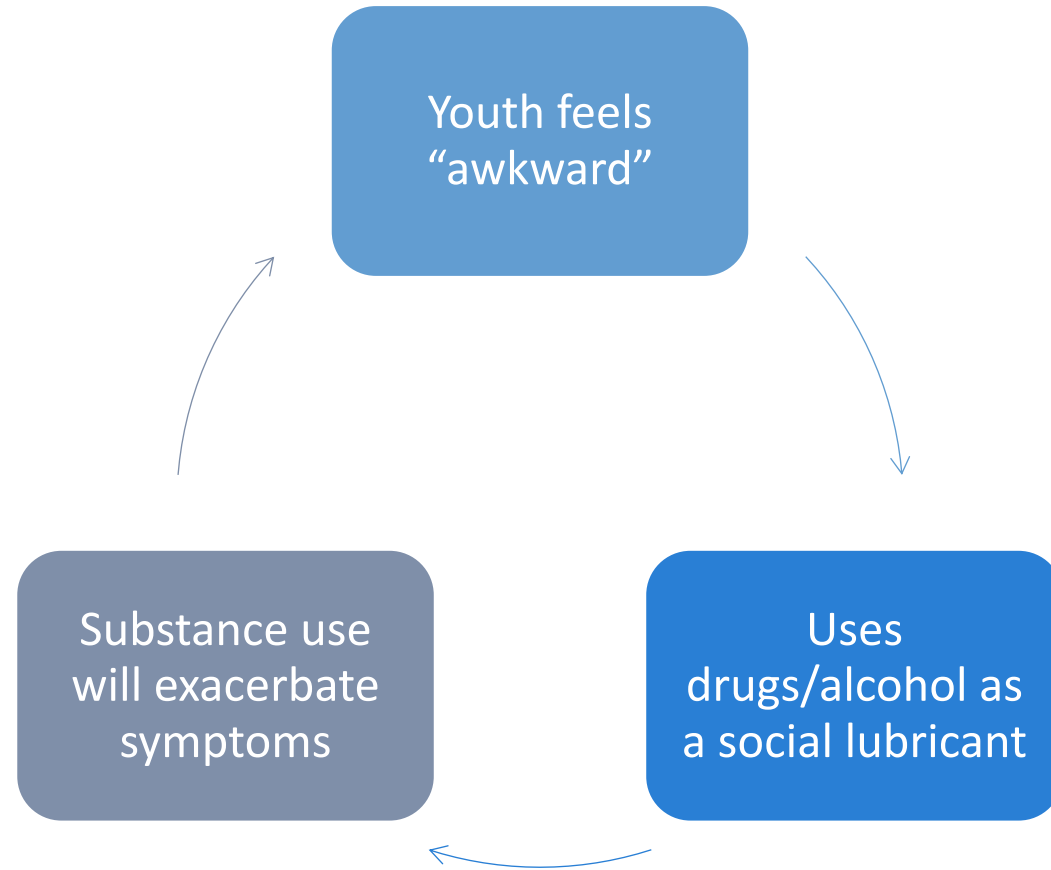 Youth feels
“awkward”
Uses
drugs/alcohol as
a social lubricant
Substance use
will exacerbate
symptoms